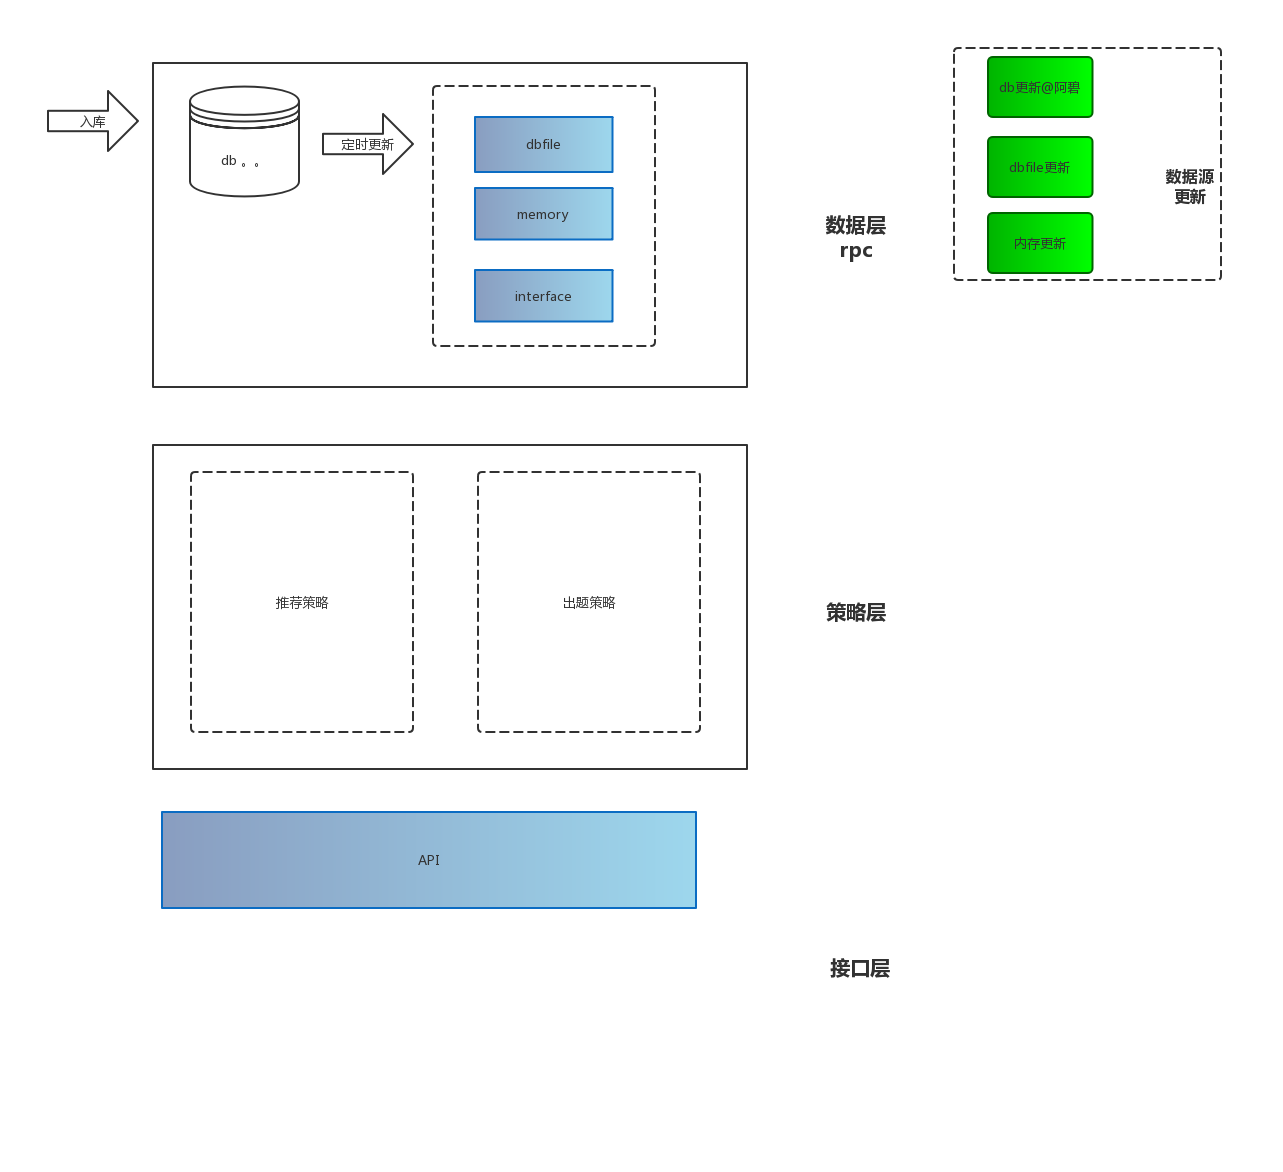 入库
db 。。
定时更新
dbfile
memory
interface
数据层
rpc
db更新@阿碧
dbfile更新
内存更新
数据源
更新
推荐策略
出题策略
策略层
API
接口层